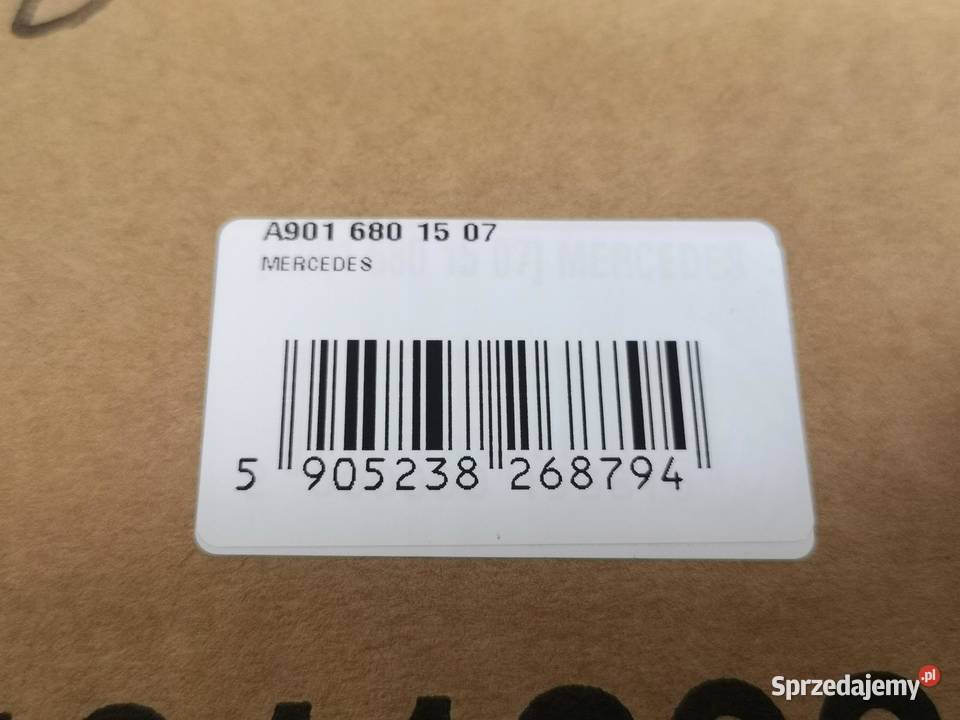 A901 680 15 07
MERCEDES
5 905238 268794
Sprzedajemy.pl